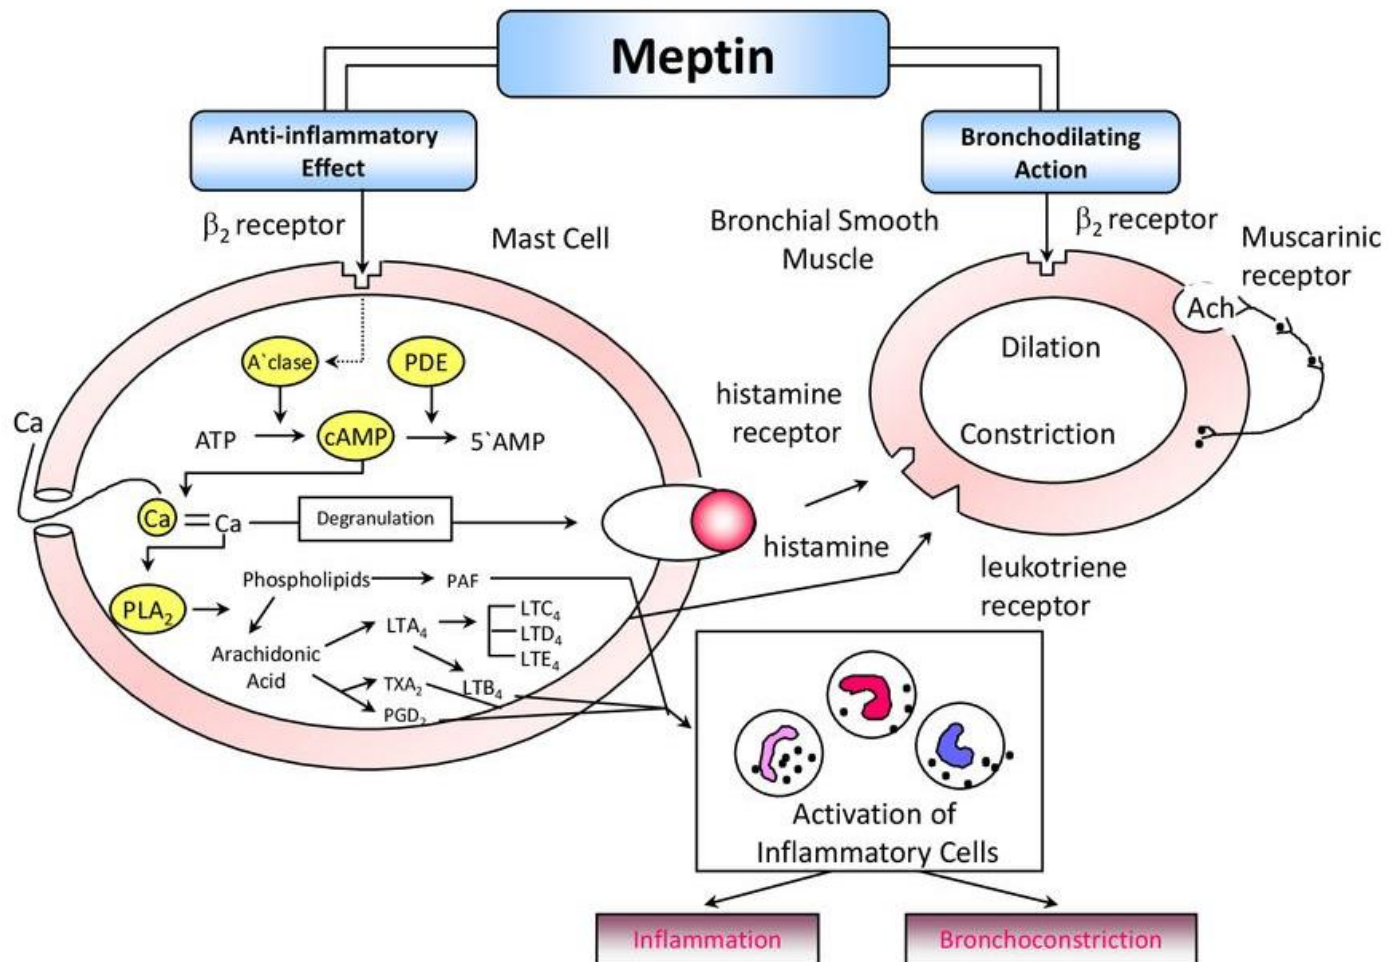 Meptin
Anti-inflammatory
Effect
Bronchodilating
Action
β₂ receptor
Mast Cell
Bronchial Smooth
Muscle
β₂ receptor
Muscarinic
receptor
Ach
A`clase
PDE
Dilation
ATP
cAMP
5`AMP
histamine
receptor
Constriction
Ca
Ca
Ca
Degranulation
histamine
leukotriene
receptor
Phospholipids
PAF
PLA₂
LTA₄
LTC₄
LTD₄
LTE₄
Arachidonic
Acid
TXA₂
LTB₄
PGD₂
Activation of
Inflammatory Cells
Inflammation
Bronchoconstriction